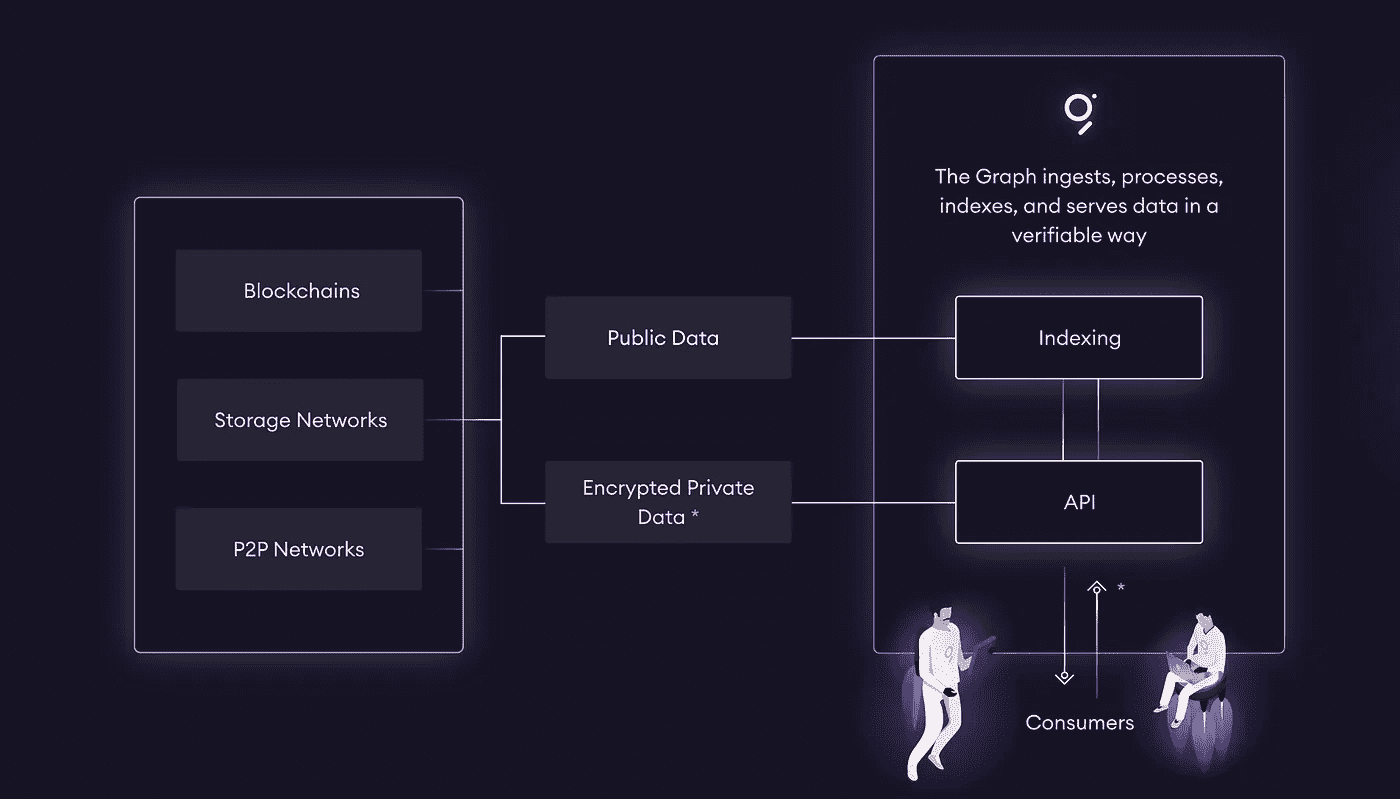 The Graph ingests, processes,
indexes, and serves data in a
verifiable way
Blockchains
Storage Networks
P2P Networks
Public Data
Encrypted Private
Data *
Indexing
API
*
Consumers